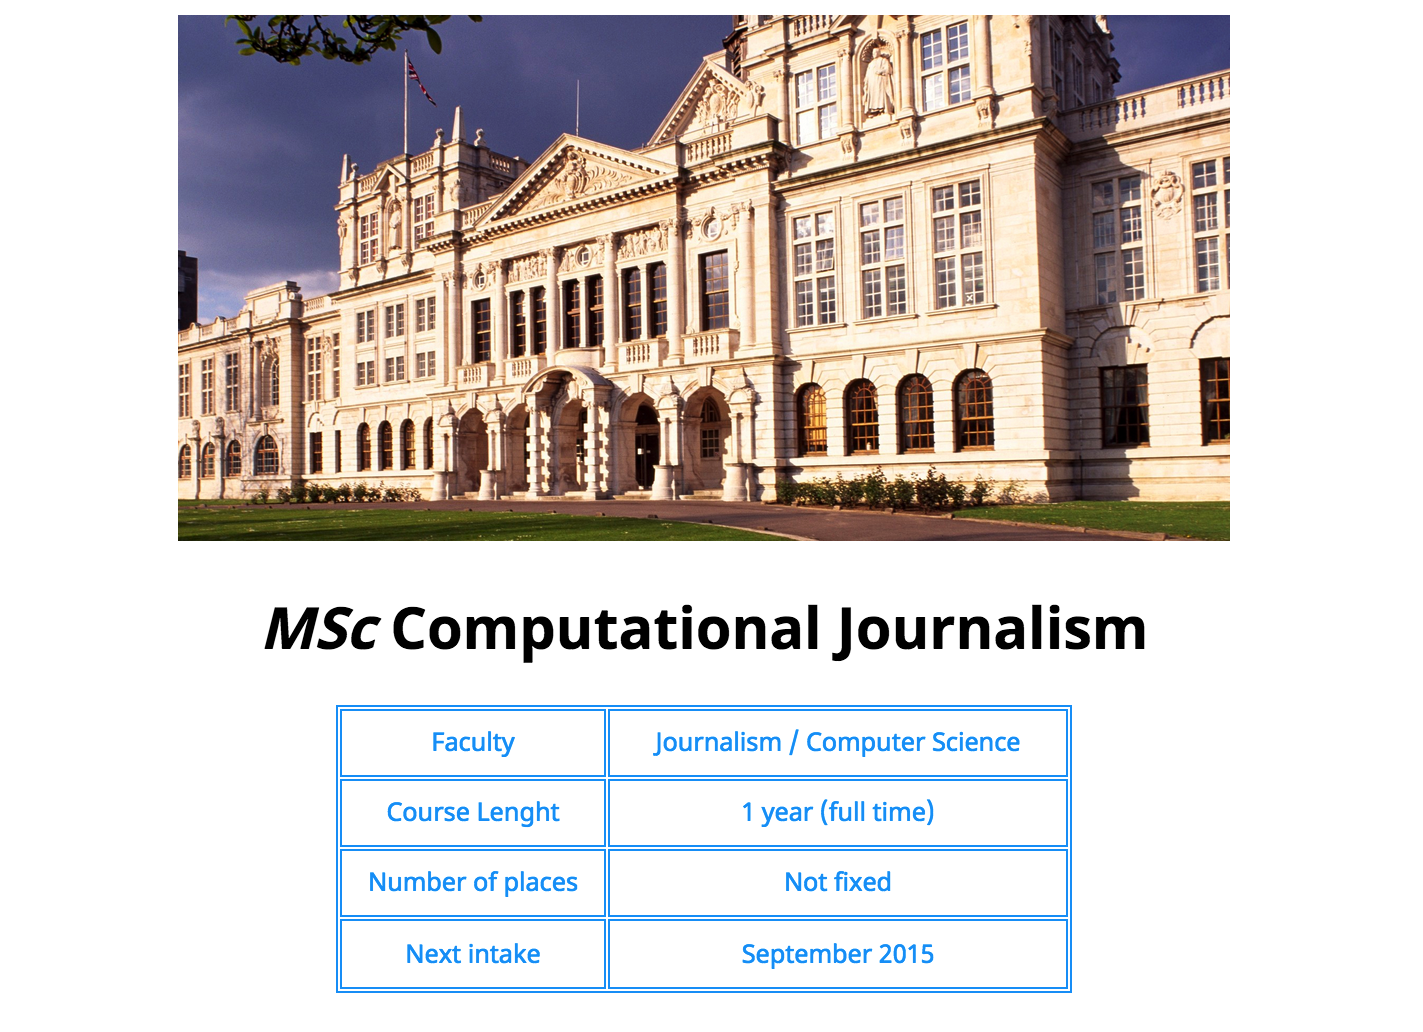 MSc Computational Journalism
Faculty Journalism / Computer Science
Course Lenght 1 year (full time)
Number of places Not fixed
Next intake September 2015